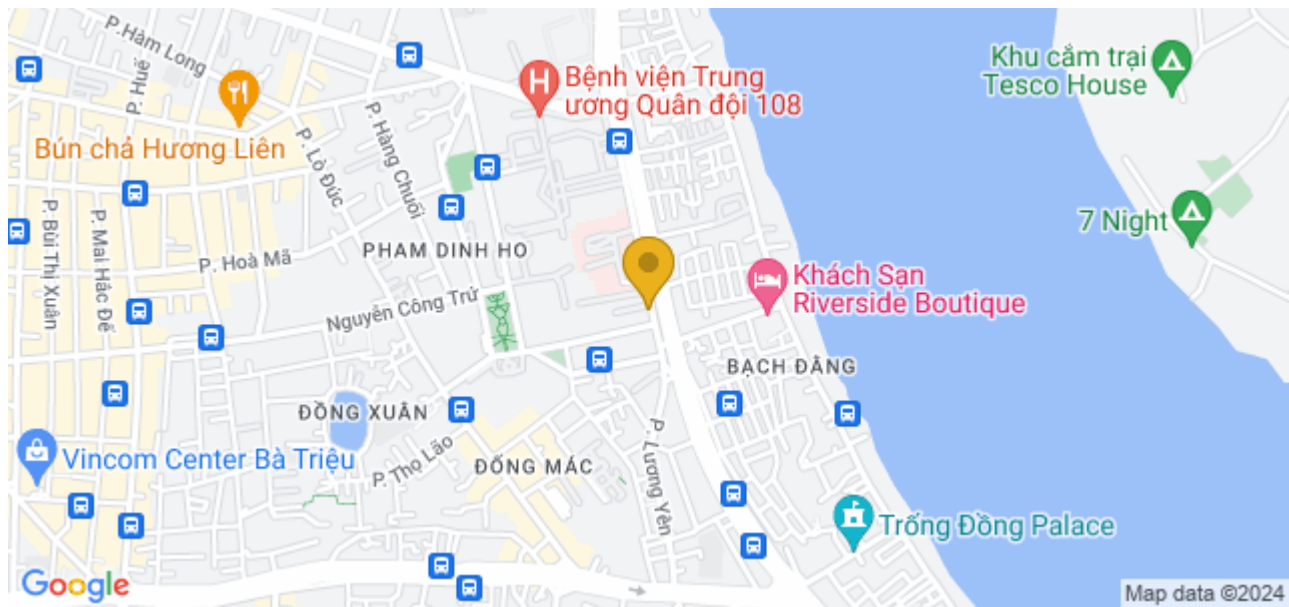 P.Hàm Long
P. Huế
Bún chả Hương Liên
P. Lò Đúc
P. Hàng Chuối
H
Bệnh viện Trung
ương Quân đội 108
Khu cắm trại
Tesco House
7 Night
P. Bùi Thị Xuân
P. Mai Hắc Đế
P. Hoà Mã
PHAM DINH HO
Nguyễn Công Trứ
Khách Sạn
Riverside Boutique
BẠCH ĐẰNG
ĐỒNG XUÂN
Vincom Center Bà Triệu
P. Thọ Lão
ĐỐNG MÁC
P. Lương Yên
Trống Đồng Palace
Google
Map data ©2024